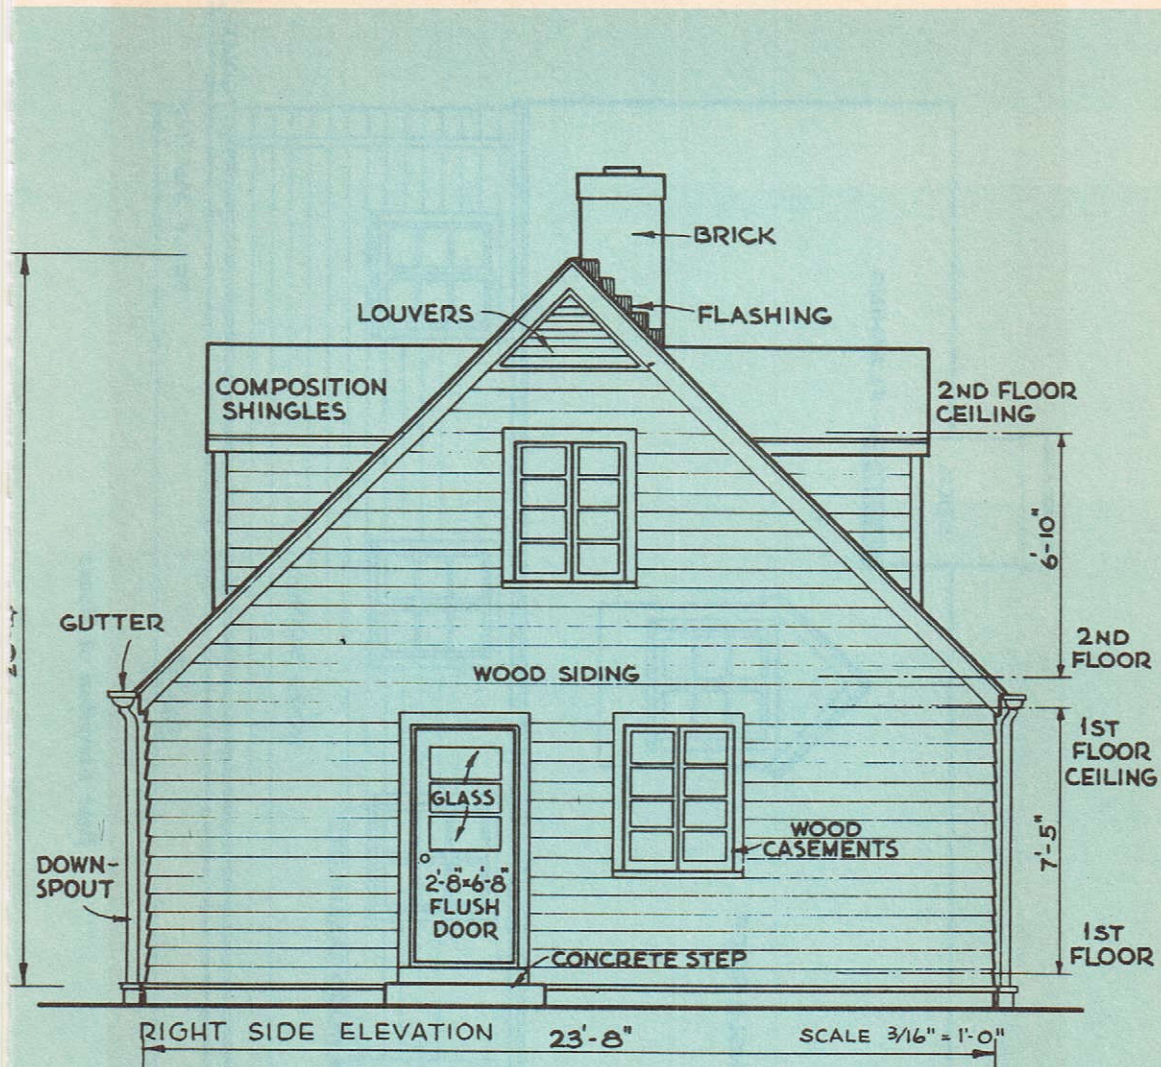 BRICK
LOUVERS
FLASHING
COMPOSITION
SHINGLES
2ND FLOOR
CEILING
6'-10"
GUTTER
2ND
FLOOR
WOOD SIDING
1ST
FLOOR
CEILING
GLASS
WOOD
CASEMENTS
7'-5"
DOWN-
SPOUT
2'-8"x6'-8"
FLUSH
DOOR
1ST
FLOOR
CONCRETE STEP
RIGHT SIDE ELEVATION
23'-8"
SCALE 3/16" = 1'-0"